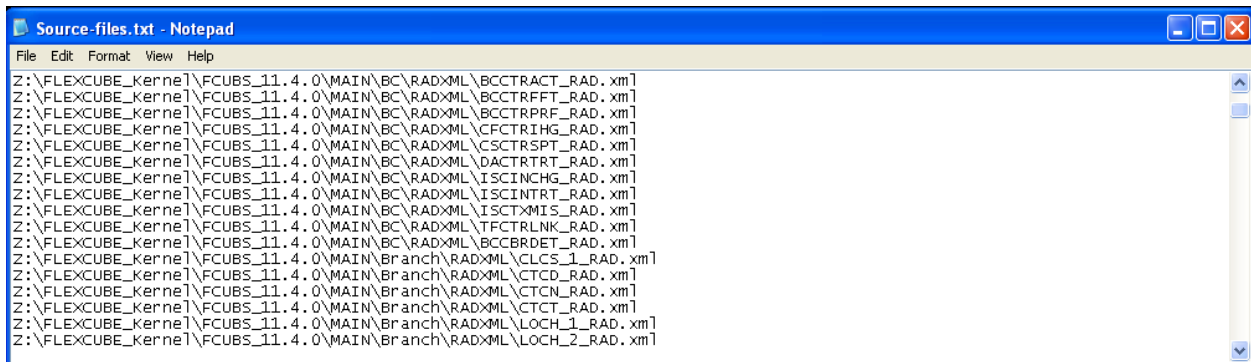 Source-files.txt - Notepad
File Edit Format View Help
Z:\FLEXCUBE_Kernel\FCUBS_11.4.0\MAIN\BC\RADXML\BCCTRACT_RAD.xml
Z:\FLEXCUBE_Kernel\FCUBS_11.4.0\MAIN\BC\RADXML\BCCTRFFT_RAD.xml
Z:\FLEXCUBE_Kernel\FCUBS_11.4.0\MAIN\BC\RADXML\BCCTRPRF_RAD.xml
Z:\FLEXCUBE_Kernel\FCUBS_11.4.0\MAIN\BC\RADXML\CFCTRIHG_RAD.xml
Z:\FLEXCUBE_Kernel\FCUBS_11.4.0\MAIN\BC\RADXML\CSCTRSPT_RAD.xml
Z:\FLEXCUBE_Kernel\FCUBS_11.4.0\MAIN\BC\RADXML\DACTRTRT_RAD.xml
Z:\FLEXCUBE_Kernel\FCUBS_11.4.0\MAIN\BC\RADXML\ISCINCHG_RAD.xml
Z:\FLEXCUBE_Kernel\FCUBS_11.4.0\MAIN\BC\RADXML\ISCINTRT_RAD.xml
Z:\FLEXCUBE_Kernel\FCUBS_11.4.0\MAIN\BC\RADXML\ISCTXMIS_RAD.xml
Z:\FLEXCUBE_Kernel\FCUBS_11.4.0\MAIN\BC\RADXML\TFCTRLNK_RAD.xml
Z:\FLEXCUBE_Kernel\FCUBS_11.4.0\MAIN\BC\RADXML\BCCBRDET_RAD.xml
Z:\FLEXCUBE_Kernel\FCUBS_11.4.0\MAIN\Branch\RADXML\CLCS_1_RAD.xml
Z:\FLEXCUBE_Kernel\FCUBS_11.4.0\MAIN\Branch\RADXML\CTCD_RAD.xml
Z:\FLEXCUBE_Kernel\FCUBS_11.4.0\MAIN\Branch\RADXML\CTCN_RAD.xml
Z:\FLEXCUBE_Kernel\FCUBS_11.4.0\MAIN\Branch\RADXML\CTCT_RAD.xml
Z:\FLEXCUBE_Kernel\FCUBS_11.4.0\MAIN\Branch\RADXML\LOCH_1_RAD.xml
Z:\FLEXCUBE_Kernel\FCUBS_11.4.0\MAIN\Branch\RADXML\LOCH_2_RAD.xml